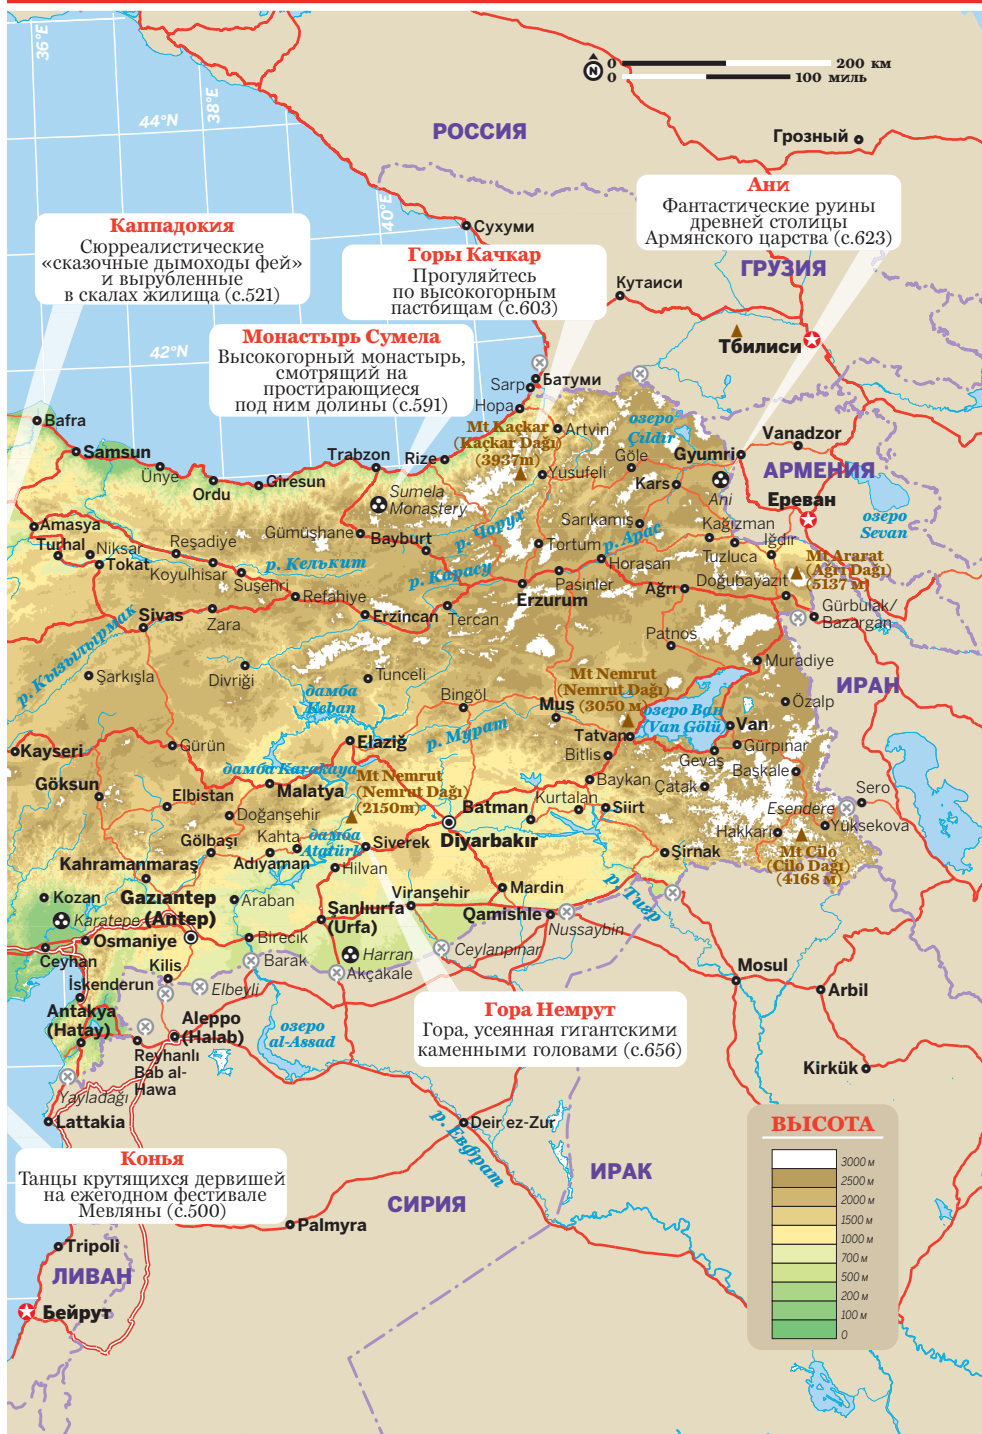 36°E
38°E
44°N
40°E
42°N
0 200 км
0 100 миль
N
РОССИЯ
Грозный
Ани
Фантастические руины
древней столицы
Армянского царства (с.623)
Каппадокия
Сюрреалистические
«сказочные дымоходы фей»
и вырубленные
в скалах жилища (с.521)
Сухуми
Горы Качкар
Прогуляйтесь
по высокогорным
пастбищам (с.603)
ГРУЗИЯ
Кутаиси
Монастырь Сумела
Высокогорный монастырь,
смотрящий на
простирающиеся
под ним долины (с.591)
Тбилиси
Батуми
Sarp
Hopa
Bafra
Mt Kaçkar
(Kaçkar Dağı)
(3937m)
Artvin
озеро
Çıldır
Vanadzor
Samsun
Trabzon
Rize
Göle
Gyumri
АРМЕНИЯ
Ünye
Ordu
Giresun
Yusufeli
Kars
Ani
Ереван
Sumela
Monastery
озеро
Sevan
Amasya
Turhal
Niksar
Reşadiye
Gümüşhane
Bayburt
р. Чорух
Sarıkamış
Kağızman
Iğdır
Tokat
Koyulhisar
р. Келькит
Suşehri
Tortum
р. Арас
Horasan
Tuzluca
Mt Ararat
(Ağrı Dağı)
5137 м)
р. Карасу
Pasinler
Ağrı
Doğubayazıt
Refahiye
Erzurum
Gürbulak/
Bazargan
Sivas
Zara
Erzincan
Tercan
р. Кызылырмак
Patnos
Muradiye
Şarkışla
Divriği
Tunceli
Mt Nemrut
(Nemrut Dağı)
(3050 м)
ИРАН
дамба
Keban
Bingöl
Özalp
Muş
озеро Ван
(Van Gölü)
Van
Kayseri
Gürün
Elazığ
р. Мурат
Tatvan
Bitlis
Gevaş
Gürpınar
Göksun
дамба Karakaya
Malatya
Mt Nemrut
(Nemrut Dağı)
(2150m)
Baykan
Çatak
Başkale
Elbistan
Batman
Kurtalan
Siirt
Esendere
Sero
Doğanşehir
Gölbaşı
Kahta
дамба
Atatürk
Siverek
Diyarbakır
Hakkari
Yüksekova
Kahramanmaraş
Adıyaman
Hilvan
Şırnak
Mt Cilo
(Cilo Dağı)
(4168 м)
Kozan
Gazıantep
(Antep)
Araban
Viranşehir
Mardin
р. Тигр
Karatepe
Şanlıurfa
(Urfa)
Qamishle
Nussaybin
Osmaniye
Ceyhan
Birecik
Harran
Ceylanpınar
Kilis
Barak
Akçakale
Mosul
İskenderun
Elbeyli
Arbil
Antakya
(Hatay)
Aleppo
(Halab)
озеро
al-Assad
Гора Немрут
Гора, усеянная гигантскими
каменными головами (с.656)
Reyhanlı
Bab al-
Hawa
Kirkük
Yayladağı
Lattakia
Deir ez-Zur
р. Евфрат
Конья
Танцы крутящихся дервишей
на ежегодном фестивале
Мевляны (с.500)
ИРАК
СИРИЯ
Palmyra
Tripoli
ЛИВАН
Бейрут
ВЫСОТА
3000 м
2500 м
2000 м
1500 м
1000 м
700 м
500 м
200 м
100 м
0